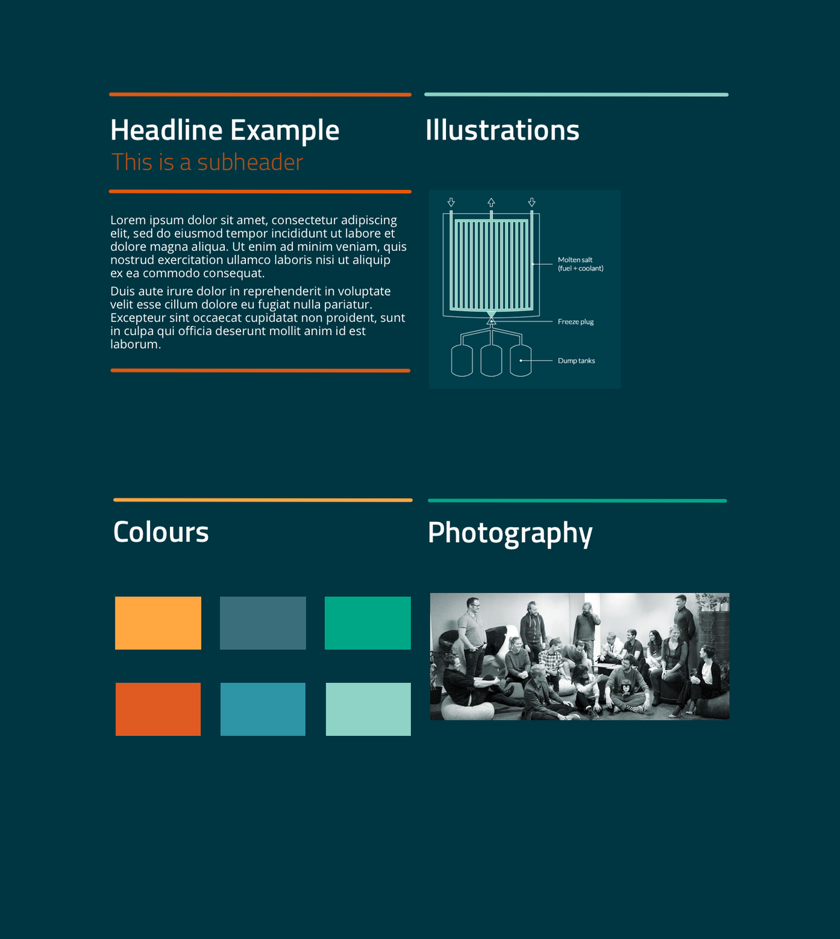 Headline Example
This is a subheader
Lorem ipsum dolor sit amet, consectetur adipiscing
elit, sed do eiusmod tempor incididunt ut labore et
dolore magna aliqua. Ut enim ad minim veniam, quis
nostrud exercitation ullamco laboris nisi ut aliquip
ex ea commodo consequat.
Duis aute irure dolor in reprehenderit in voluptate
velit esse cillum dolore eu fugiat nulla pariatur.
Excepteur sint occaecat cupidatat non proident, sunt
in culpa qui officia deserunt mollit anim id est
laborum.
Illustrations
Molten salt
(fuel + coolant)
Freeze plug
Dump tanks
Colours
Photography